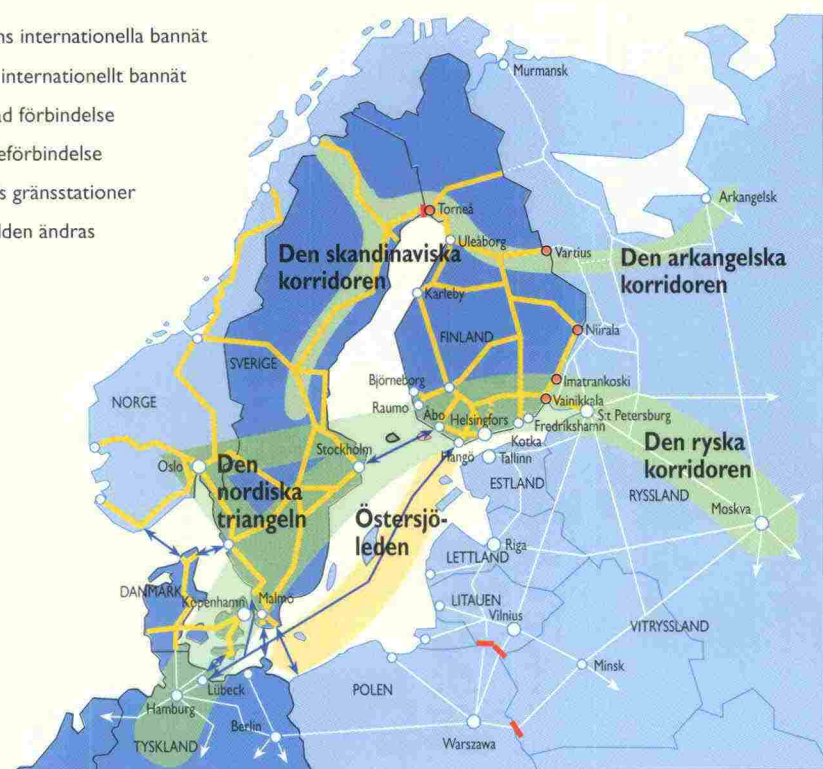 ns internationella bannät
internationellt bannät
d förbindelse
eförbindelse
s gränsstationer
lden ändras
Murmansk
Arkangelsk
Torneå
Uleåborg
Vartius
Den skandinaviska
korridoren
Den arkangelska
korridoren
Karleby
FINLAND
Niirala
SVERIGE
Björneborg
Imatrankoski
NORGE
Raumo
Vainikkala
Åbo
Helsingfors
S:t Petersburg
Fredrikshamn
Kotka
Hangö
Tallinn
Stockholm
Den ryska
korridoren
Oslo
Den
nordiska
triangeln
ESTLAND
RYSSLAND
Moskva
Östersjö-
leden
Riga
LETTLAND
DANMARK
Köpenhamn
Malmö
LITAUEN
Vilnius
VITRYSSLAND
Minsk
Lübeck
POLEN
Hamburg
Berlin
TYSKLAND
Warszawa